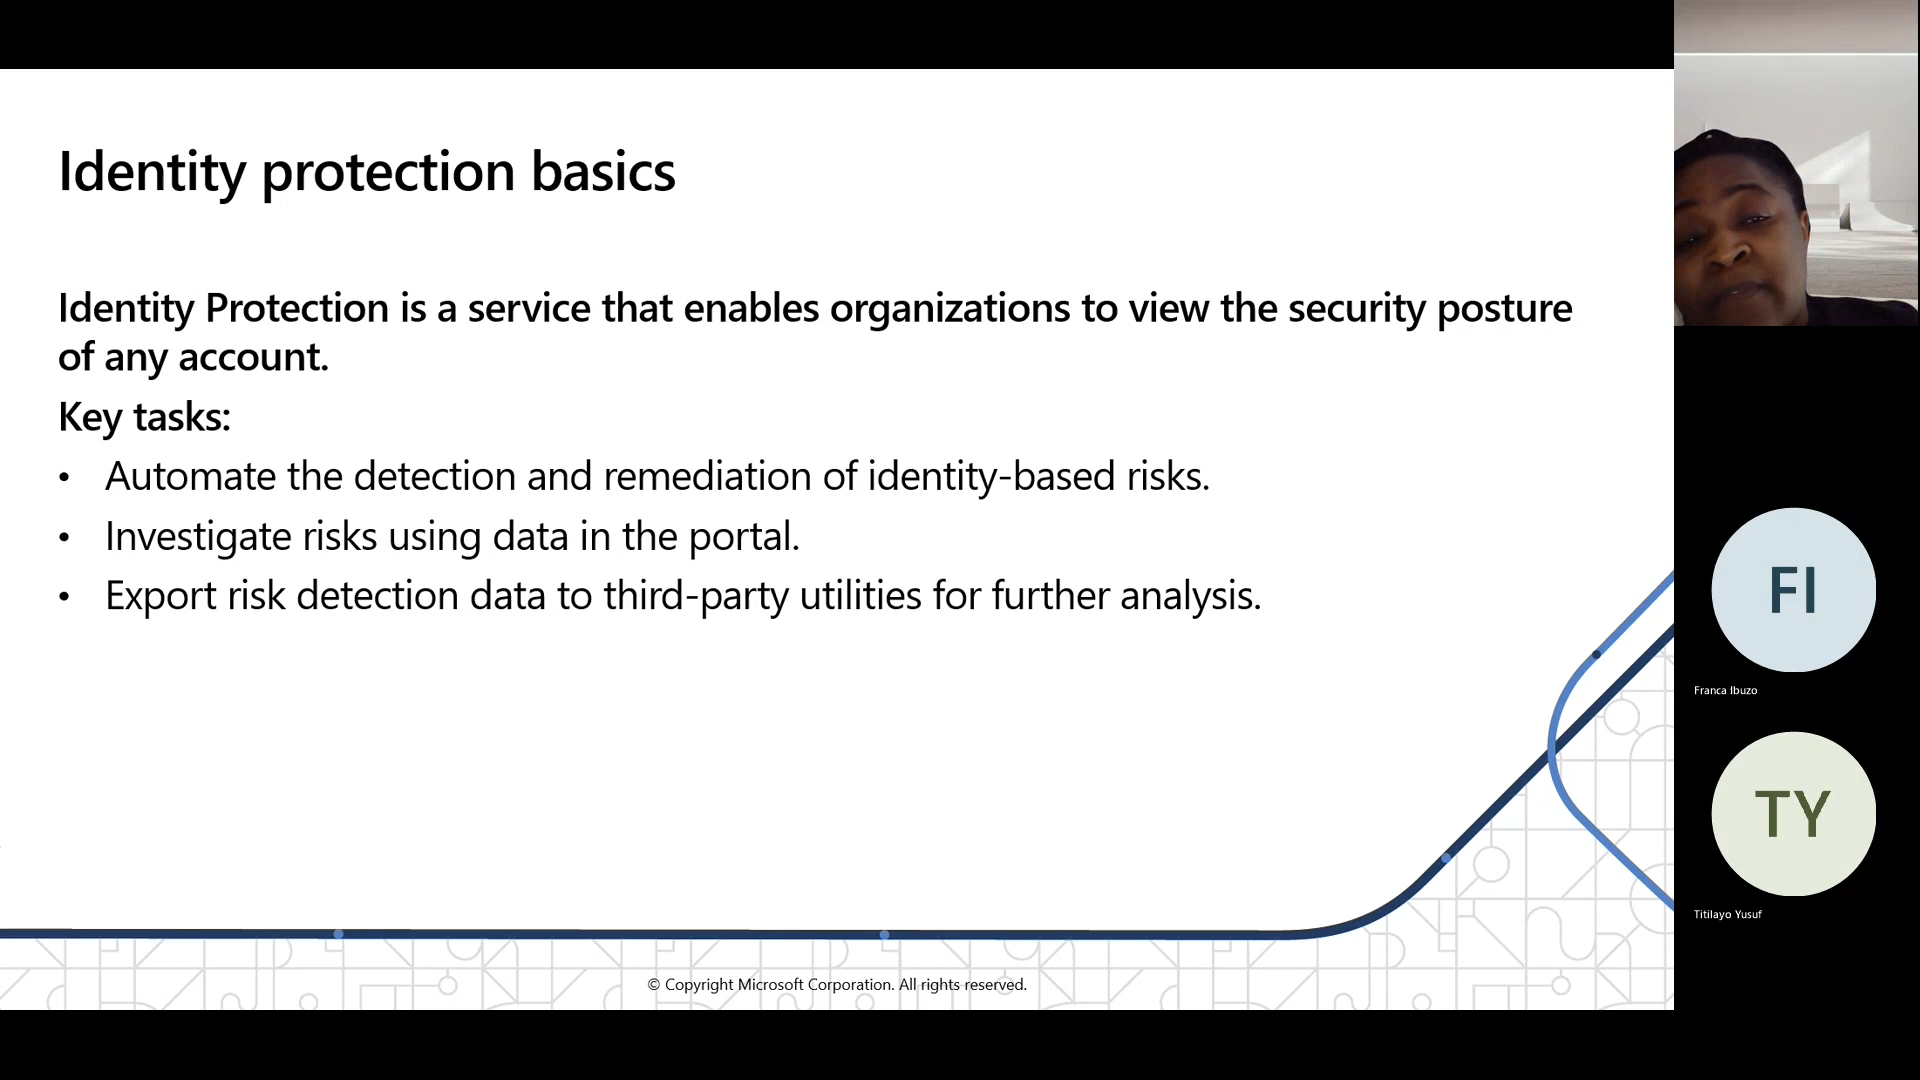 Identity protection basics
Identity Protection is a service that enables organizations to view the security posture
of any account.
Key tasks:
• Automate the detection and remediation of identity-based risks.
• Investigate risks using data in the portal.
• Export risk detection data to third-party utilities for further analysis.
© Copyright Microsoft Corporation. All rights reserved.
FI
Franca Ibuzo
TY
Titilayo Yusuf